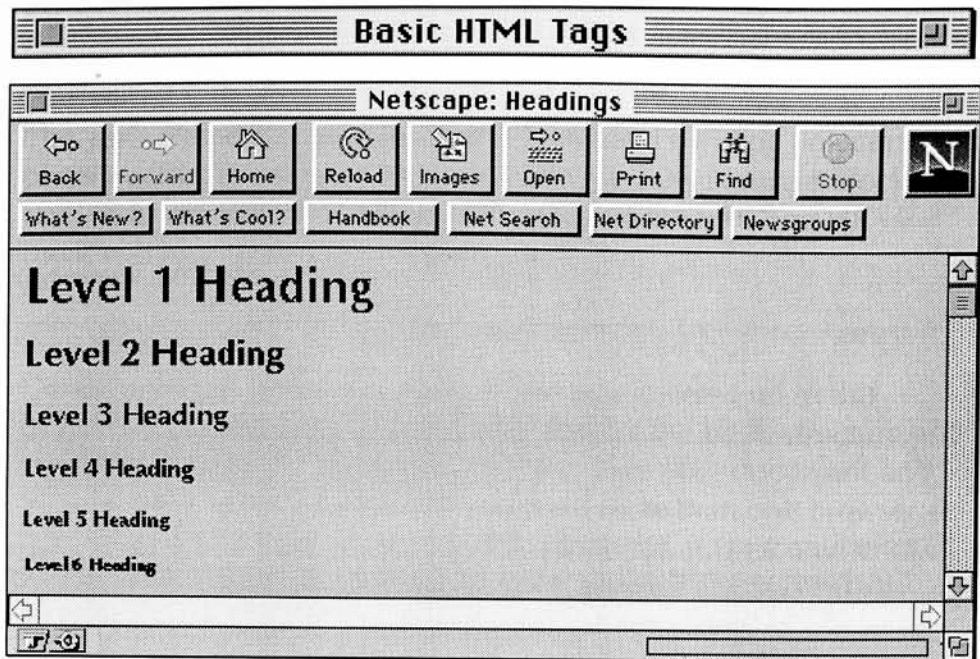 Basic HTML Tags
Netscape: Headings
Back Forward Home Reload Images Open Print Find Stop N
What's New? What's Cool? Handbook Net Search Net Directory Newsgroups
Level 1 Heading
Level 2 Heading
Level 3 Heading
Level 4 Heading
Level 5 Heading
Level 6 Heading